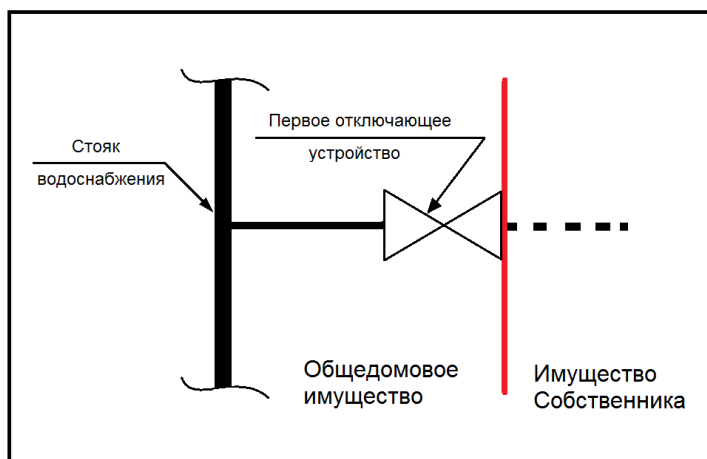 Стояк
водоснабжения
Первое отключающее
устройство
Общедомовое
имущество
Имущество
Собственника